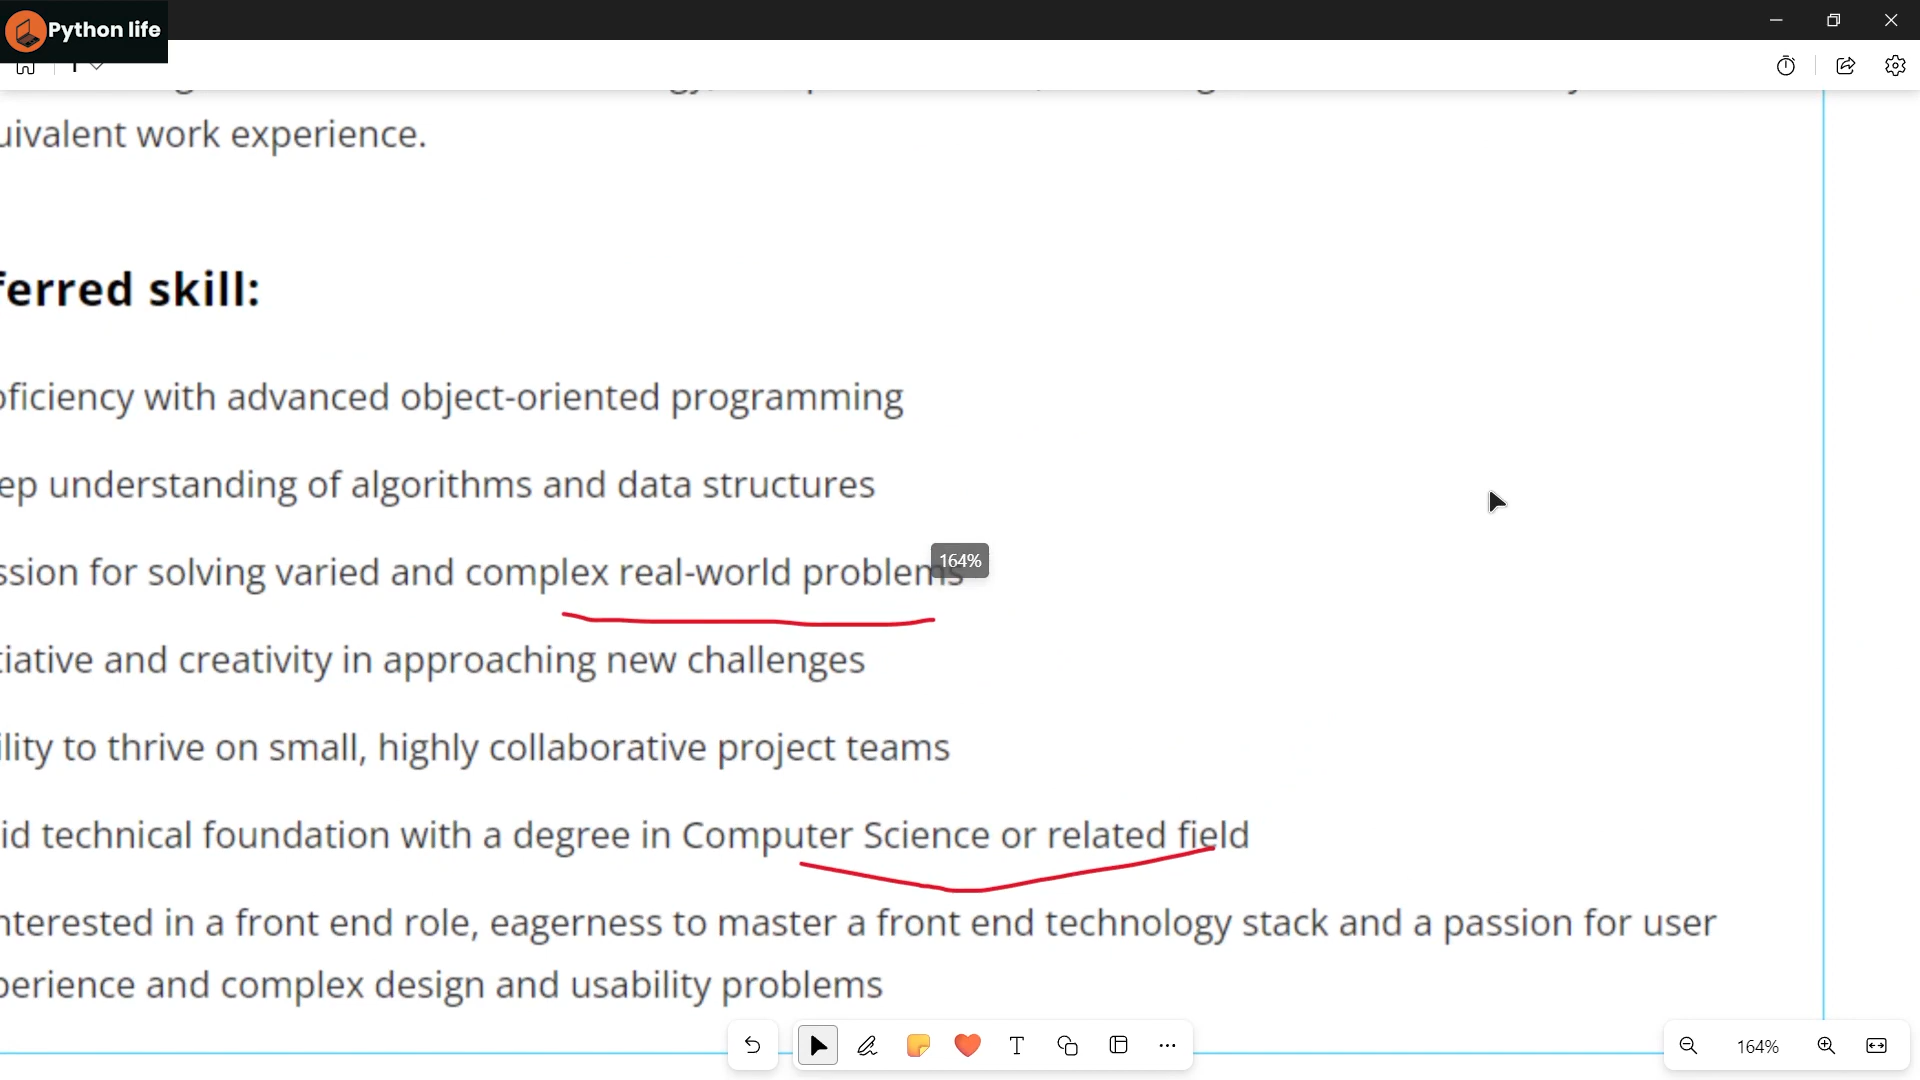 Python life
uivalent work experience.
ferred skill:
oficiency with advanced object-oriented programming
ep understanding of algorithms and data structures
ssion for solving varied and complex real-world problems
164%
tiative and creativity in approaching new challenges
ility to thrive on small, highly collaborative project teams
id technical foundation with a degree in Computer Science or related field
nterested in a front end role, eagerness to master a front end technology stack and a passion for user
perience and complex design and usability problems
164%